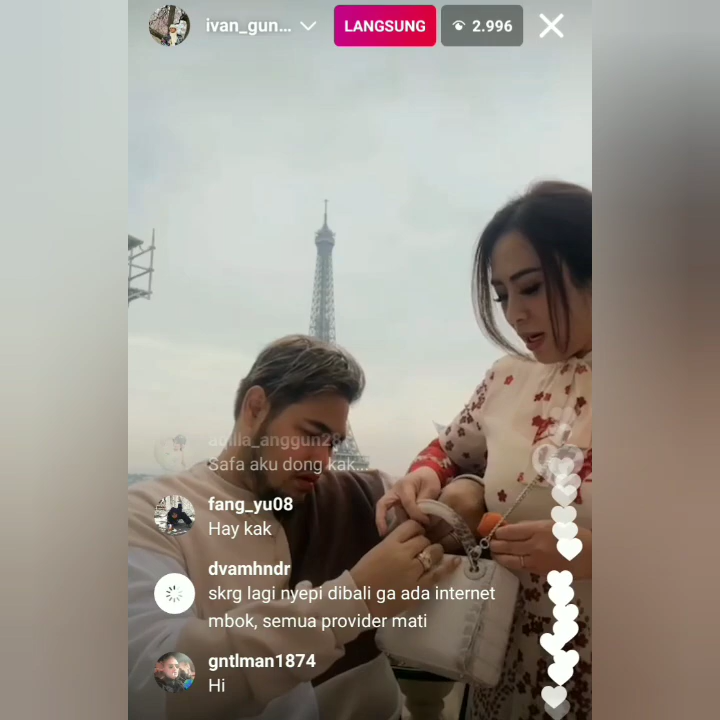 ivan_gun...
LANGSUNG
2.996
aqilla_anggun28
Safa aku dong kak...
fang_yu08
Hay kak
dvamhndr
skrg lagi nyepi dibali ga ada internet
mbok, semua provider mati
gntlman1874
Hi